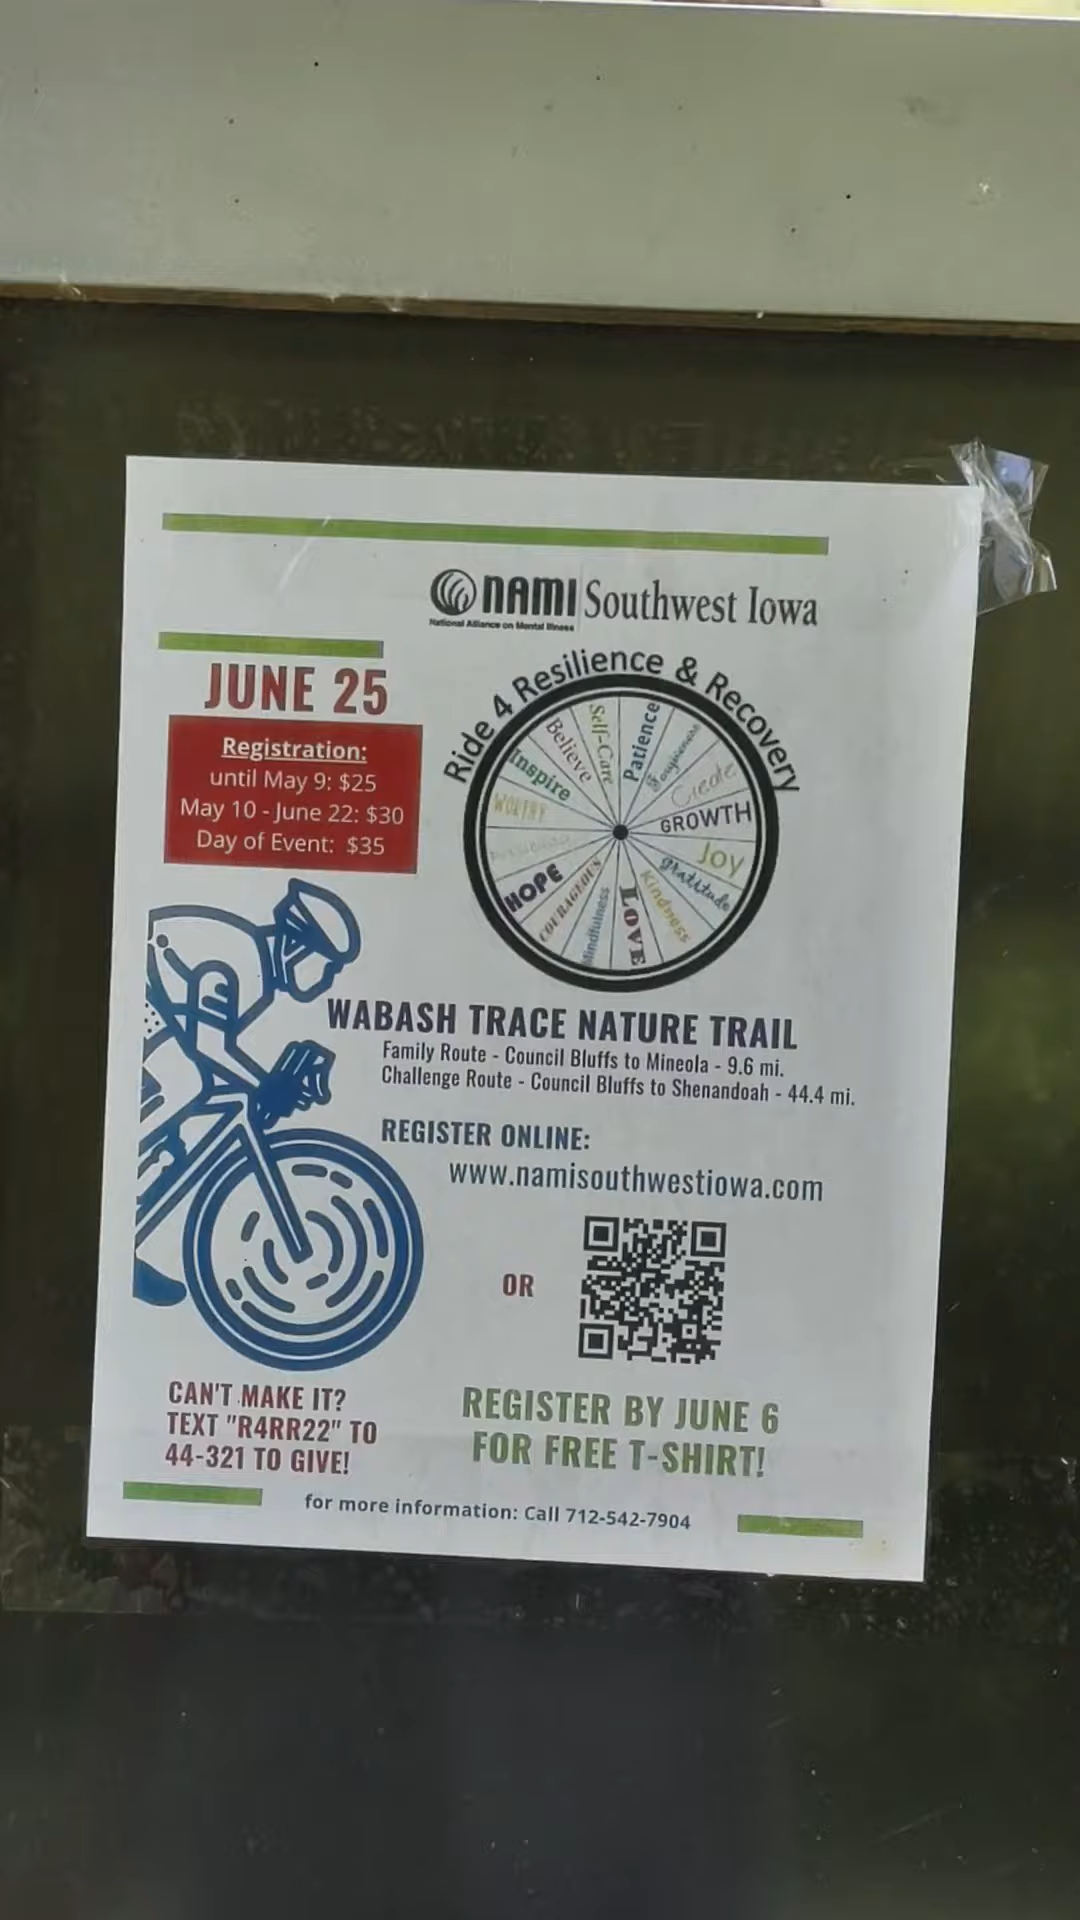 NAMI Southwest Iowa
National Alliance on Mental Illness
JUNE 25
Registration:
until May 9: $25
May 10 - June 22: $30
Day of Event: $35
Ride 4 Resilience & Recovery
Patience
Forgiveness
Create
GROWTH
Joy
gratitude
Kindness
LOVE
Mindfulness
COURAGEOUS
HOPE
WORTHY
Inspire
Believe
Self-Care
WABASH TRACE NATURE TRAIL
Family Route - Council Bluffs to Mineola - 9.6 mi.
Challenge Route - Council Bluffs to Shenandoah - 44.4 mi.
REGISTER ONLINE:
www.namisouthwestiowa.com
OR
CAN'T MAKE IT?
TEXT "R4RR22" TO
44-321 TO GIVE!
REGISTER BY JUNE 6
FOR FREE T-SHIRT!
for more information: Call 712-542-7904